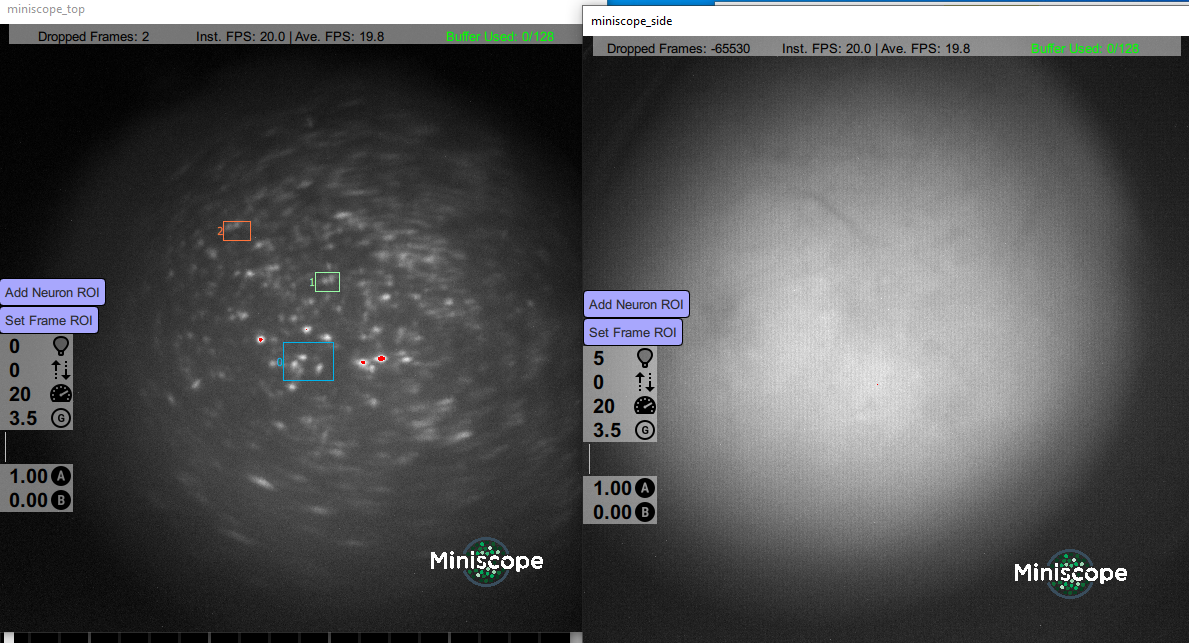 miniscope_top
Dropped Frames: 2 Inst. FPS: 20.0 | Ave. FPS: 19.8 Buffer Used: 0/128
2
1
Add Neuron ROI
Set Frame ROI
0
0
0
20
3.5 G
1.00 A
0.00 B
Miniscope
miniscope_side
Dropped Frames: -65530 Inst. FPS: 20.0 | Ave. FPS: 19.8 Buffer Used: 0/128
Add Neuron ROI
Set Frame ROI
5
0
20
3.5 G
1.00 A
0.00 B
Miniscope